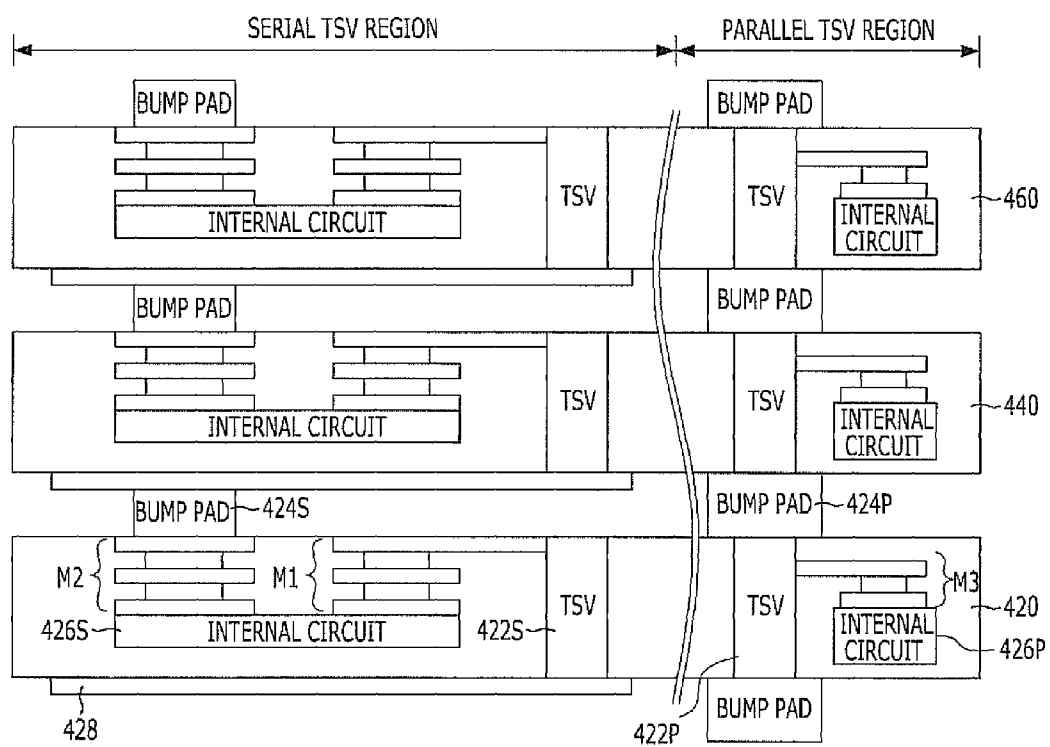 SERIAL TSV REGION
PARALLEL TSV REGION
BUMP PAD
BUMP PAD
TSV
TSV
INTERNAL CIRCUIT
INTERNAL
CIRCUIT
460
BUMP PAD
BUMP PAD
TSV
TSV
INTERNAL CIRCUIT
INTERNAL
CIRCUIT
440
BUMP PAD
424S
BUMP PAD
424P
M2
M1
M3
TSV
TSV
420
426S
INTERNAL CIRCUIT
422S
INTERNAL
CIRCUIT
426P
428
422P
BUMP PAD